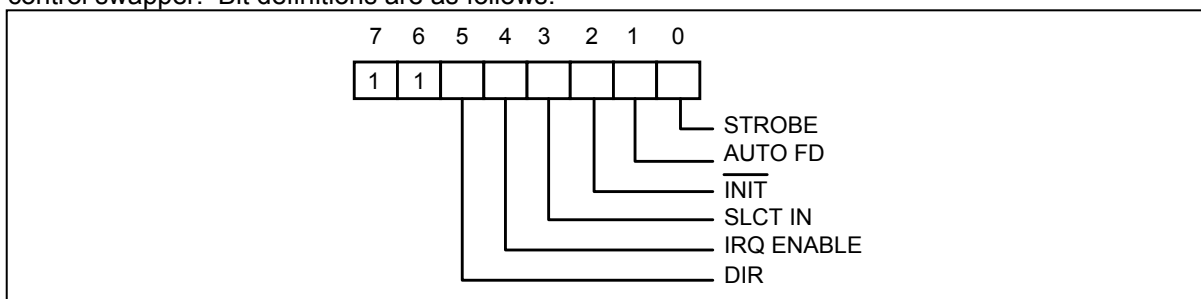 control swapper. Bit definitions are as follows:
7 6 5 4 3 2 1 0
1 1
STROBE
AUTO FD
INIT
SLCT IN
IRQ ENABLE
DIR